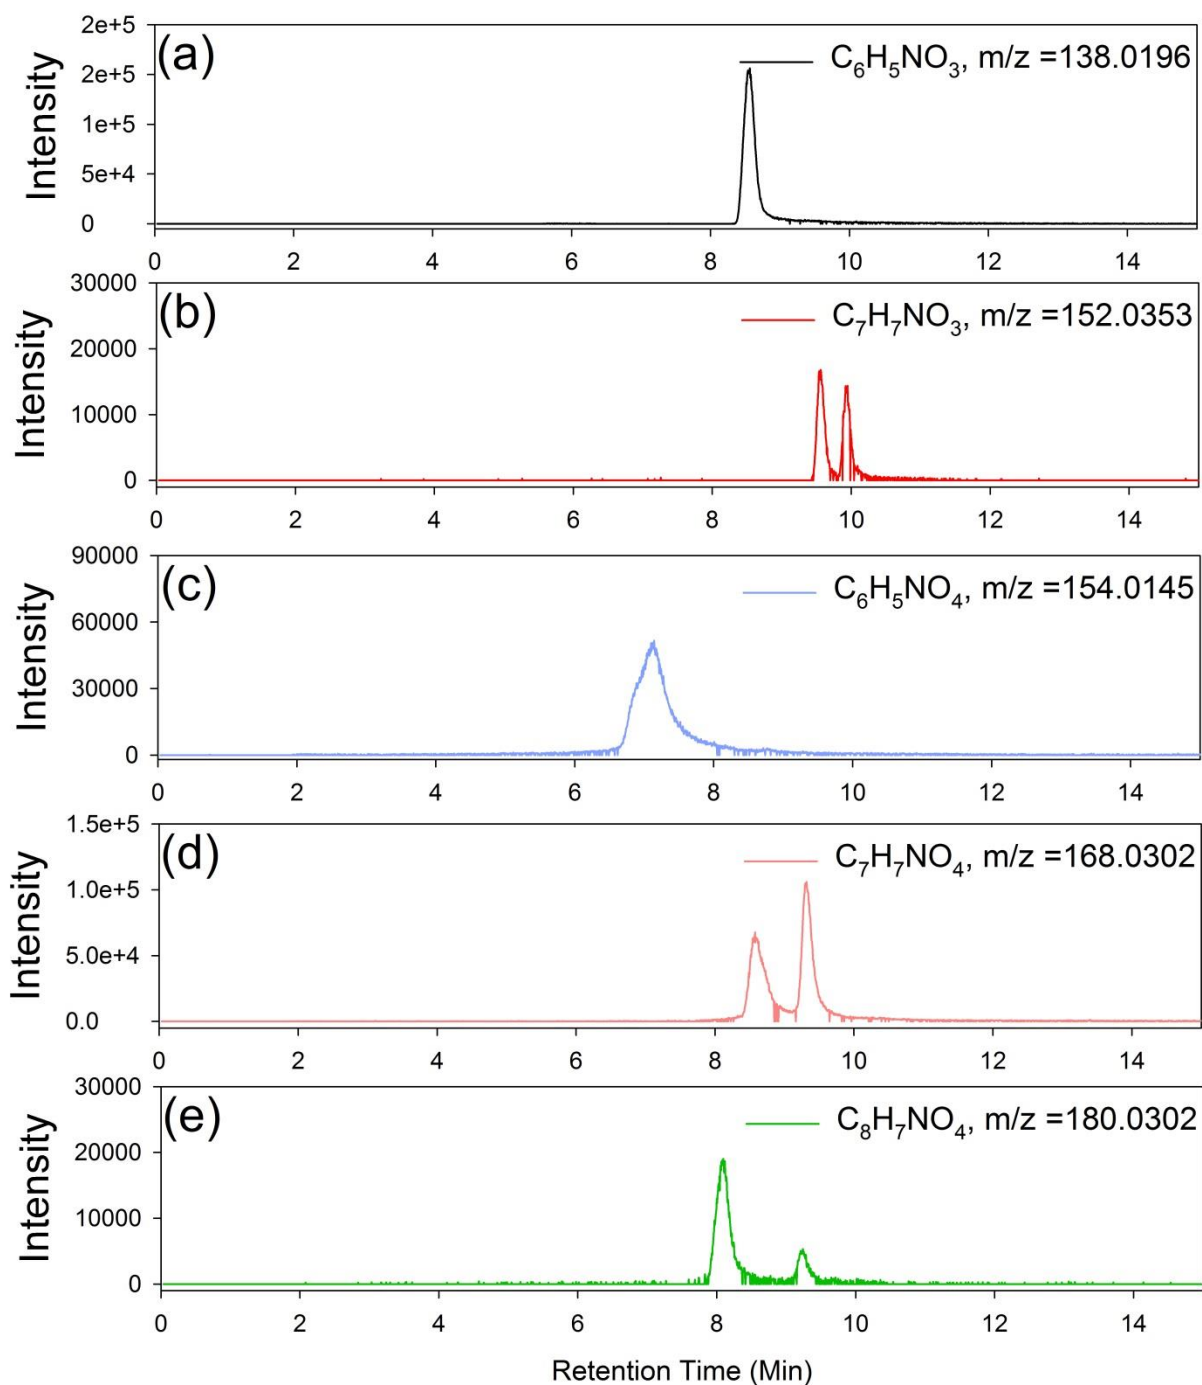 (a)
C₆H₅NO₃, m/z =138.0196
Intensity
2e+5
2e+5
1e+5
5e+4
0
0 2 4 6 8 10 12 14
(b)
C₇H₇NO₃, m/z =152.0353
Intensity
30000
20000
10000
0
0 2 4 6 8 10 12 14
(c)
C₆H₅NO₄, m/z =154.0145
Intensity
90000
60000
30000
0
0 2 4 6 8 10 12 14
(d)
C₇H₇NO₄, m/z =168.0302
Intensity
1.5e+5
1.0e+5
5.0e+4
0.0
0 2 4 6 8 10 12 14
(e)
C₈H₇NO₄, m/z =180.0302
Intensity
30000
20000
10000
0
0 2 4 6 8 10 12 14
Retention Time (Min)